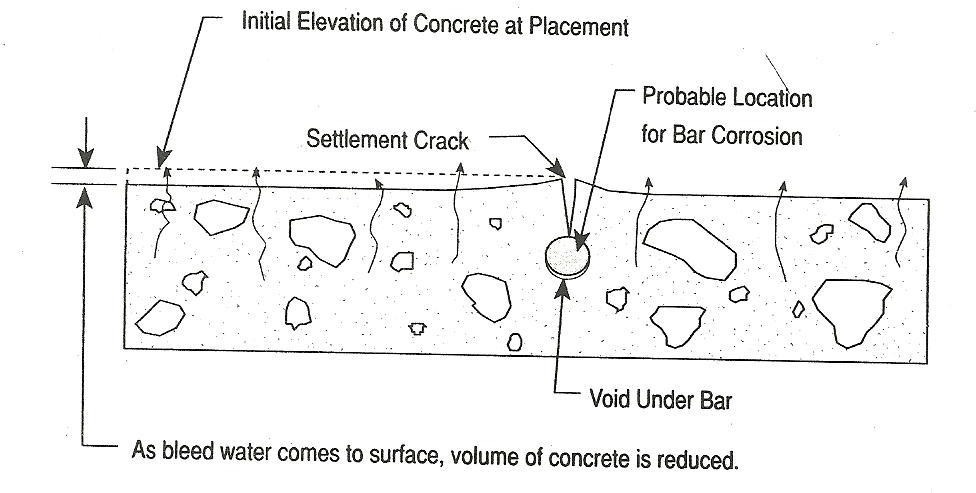 Initial Elevation of Concrete at Placement
Probable Location
for Bar Corrosion
Settlement Crack
Void Under Bar
As bleed water comes to surface, volume of concrete is reduced.